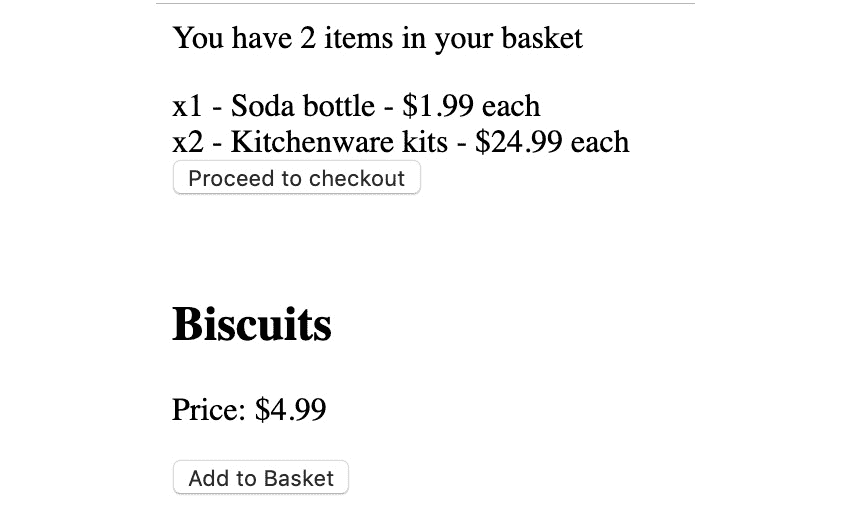 You have 2 items in your basket
x1 - Soda bottle - $1.99 each
x2 - Kitchenware kits - $24.99 each
Proceed to checkout
Biscuits
Price: $4.99
Add to Basket